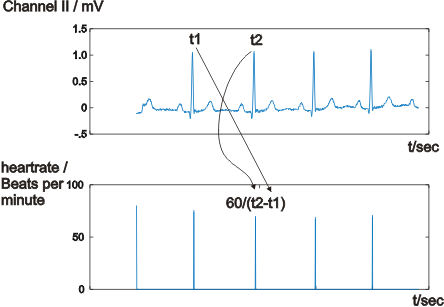 Channel II / mV
1.5
t1
t2
1.0
0.5
0
-.5
t/sec
heartrate /
Beats per
minute
100
60/(t2-t1)
50
0
t/sec